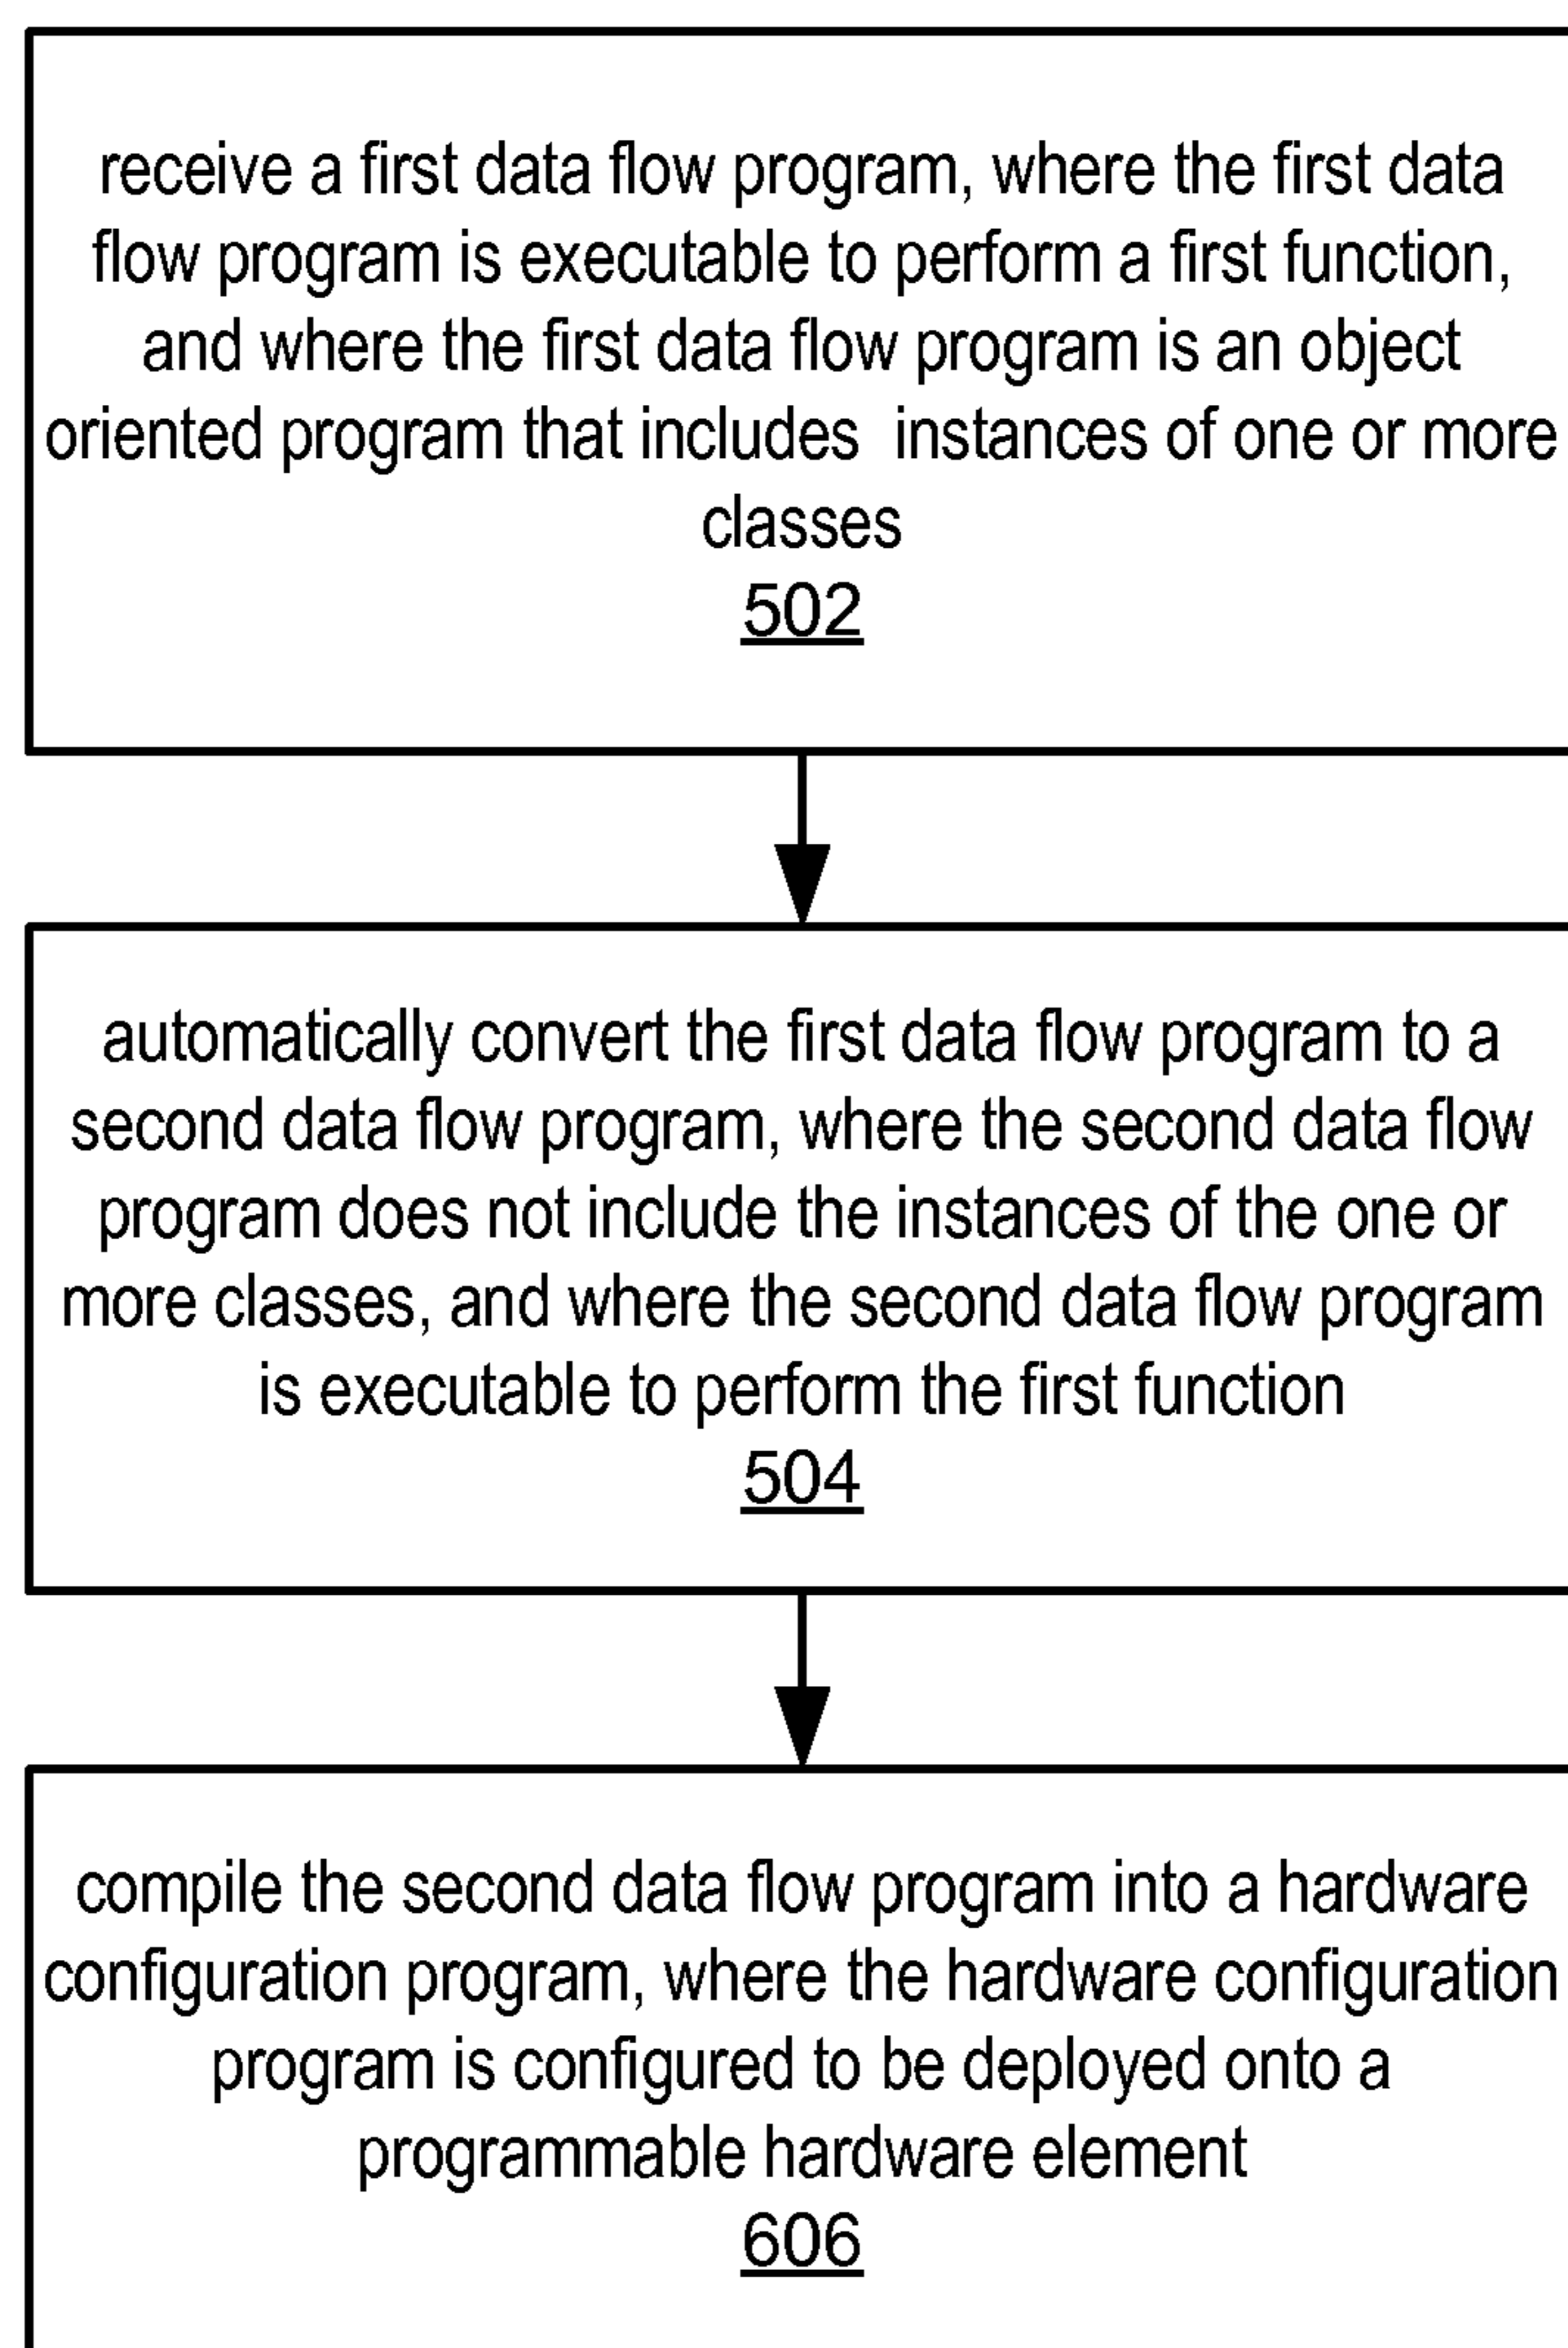 receive a first data flow program, where the first data
flow program is executable to perform a first function,
and where the first data flow program is an object
oriented program that includes  instances of one or more
classes
502
automatically convert the first data flow program to a
second data flow program, where the second data flow
program does not include the instances of the one or
more classes, and where the second data flow program
is executable to perform the first function
504
compile the second data flow program into a hardware
configuration program, where the hardware configuration
program is configured to be deployed onto a
programmable hardware element
606